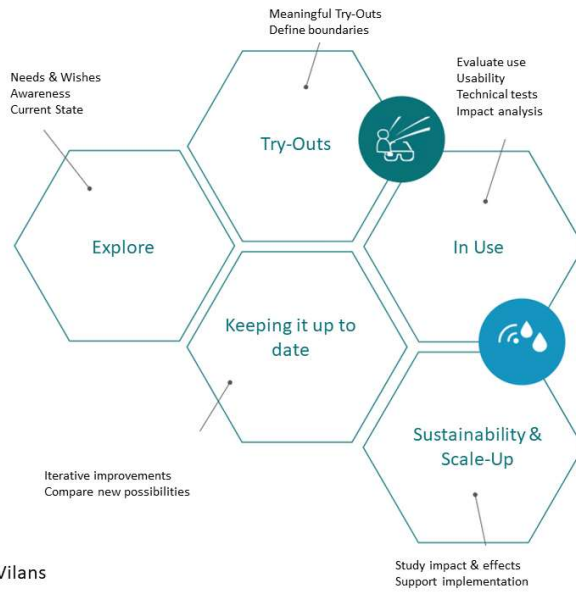 Meaningful Try-Outs
Define boundaries
Needs & Wishes
Awareness
Current State
Evaluate use
Usability
Technical tests
Impact analysis
Try-Outs
Explore
In Use
Keeping it up to
date
Sustainability &
Scale-Up
Iterative improvements
Compare new possibilities
Study impact & effects
Support implementation
Vilans